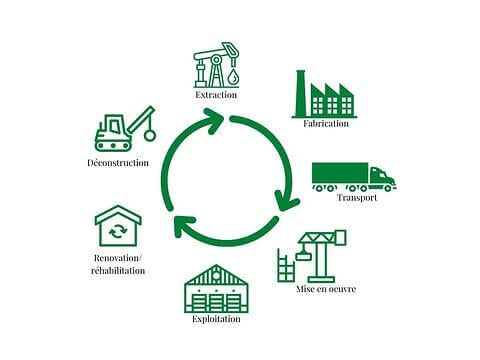 Extraction
Fabrication
Transport
Mise en oeuvre
Exploitation
Renovation/
réhabilitation
Déconstruction